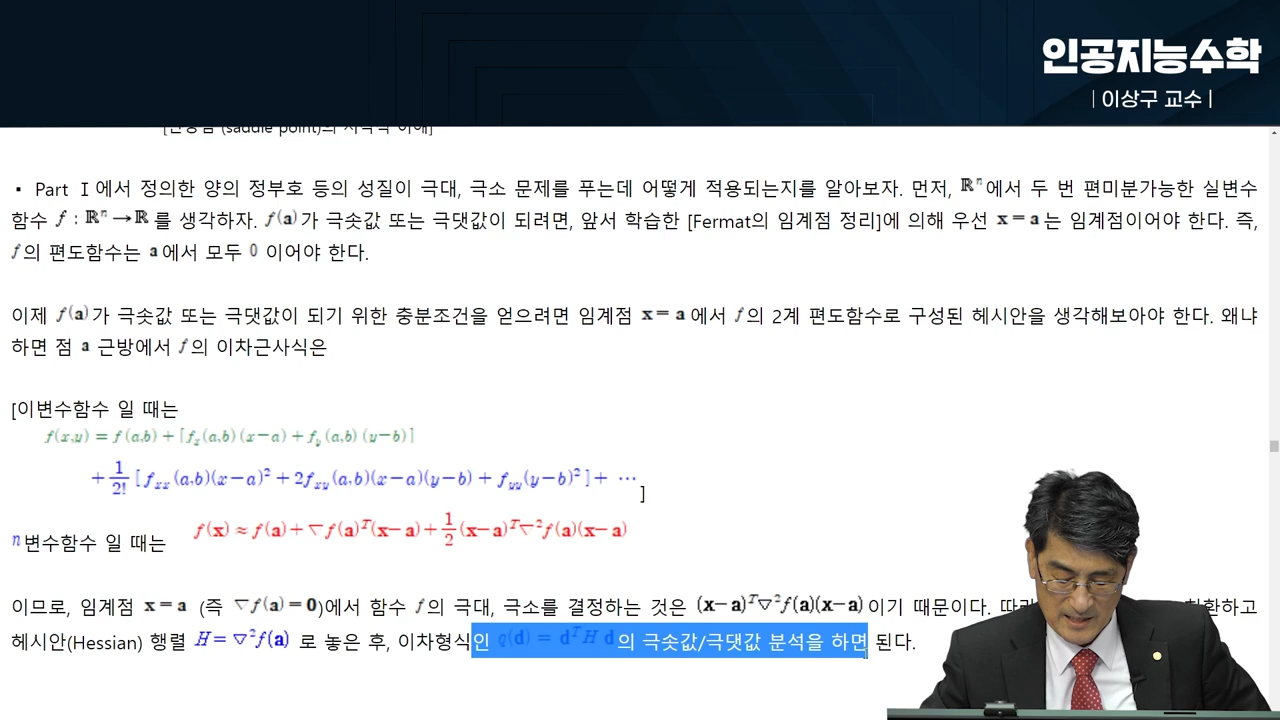 인공지능수학
| 이상구 교수 |
▪ Part Ⅰ에서 정의한 양의 정부호 등의 성질이 극대, 극소 문제를 푸는데 어떻게 적용되는지를 알아보자. 먼저, ℝⁿ에서 두 번 편미분가능한 실변수
함수 f : ℝⁿ→ℝ 를 생각하자. f(a)가 극솟값 또는 극댓값이 되려면, 앞서 학습한 [Fermat의 임계점 정리]에 의해 우선 x = a는 임계점이어야 한다. 즉,
f의 편도함수는 a에서 모두 0 이어야 한다.
이제 f(a)가 극솟값 또는 극댓값이 되기 위한 충분조건을 얻으려면 임계점 x = a에서 f의 2계 편도함수로 구성된 헤시안을 생각해보아야 한다. 왜냐
하면 점 a 근방에서 f의 이차근사식은
[이변수함수 일 때는
f(x,y) = f(a,b) + [f_x(a,b)(x−a) + f_y(a,b)(y−b)]
+ 1/2! [f_xx(a,b)(x−a)² + 2f_xy(a,b)(x−a)(y−b) + f_yy(y−b)²] + ⋯ ]
n변수함수 일 때는 f(x) ≈ f(a) + ▽f(a)ᵀ(x−a) + 1/2 (x−a)ᵀ▽²f(a)(x−a)
이므로, 임계점 x = a (즉 ▽f(a) = 0)에서 함수 f의 극대, 극소를 결정하는 것은 (x−a)ᵀ▽²f(a)(x−a)이기 때문이다. 환하고
헤시안(Hessian) 행렬 H = ▽²f(a) 로 놓은 후, 이차형식인 q(d) = dᵀH d의 극솟값/극댓값 분석을 하면 된다.